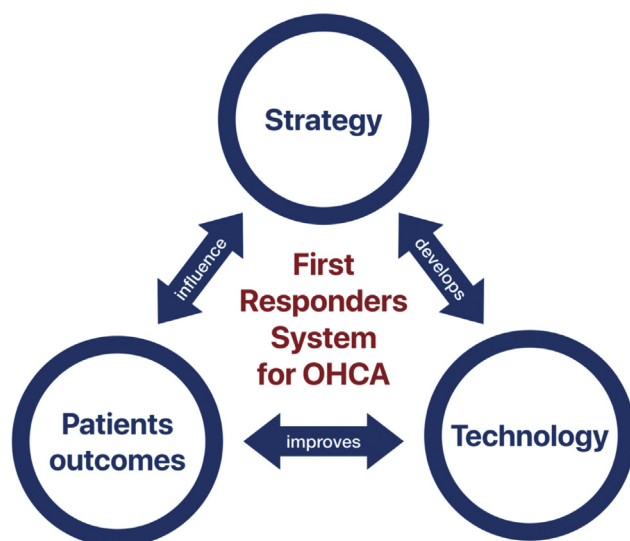 Strategy
influence
develops
First
Responders
System
for OHCA
Patients
outcomes
improves
Technology